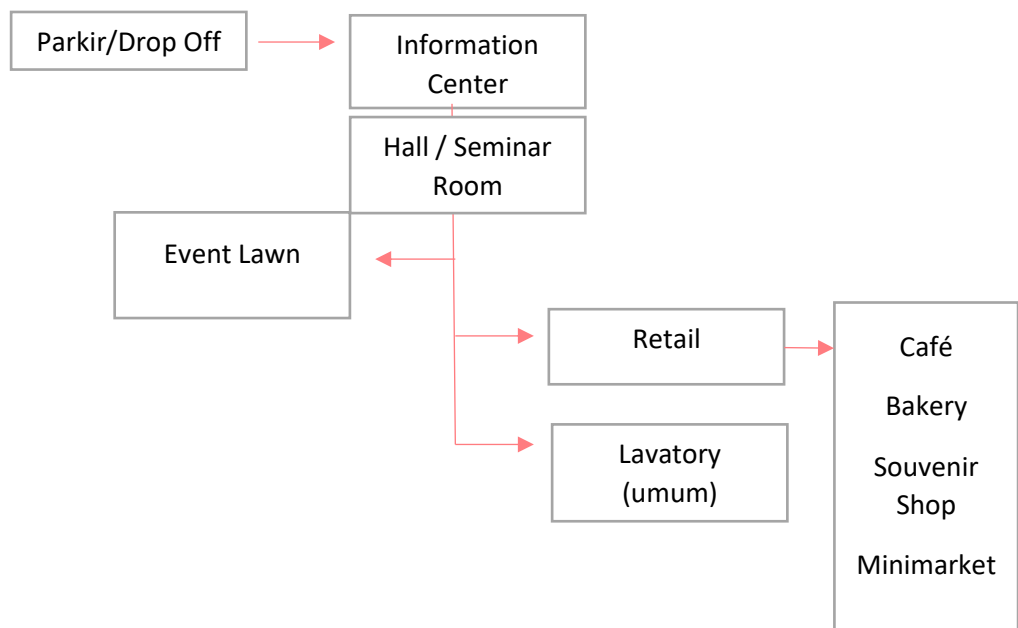 Parkir/Drop Off
Information
Center
Hall / Seminar
Room
Event Lawn
Retail
Café
Bakery
Souvenir
Shop
Minimarket
Lavatory
(umum)